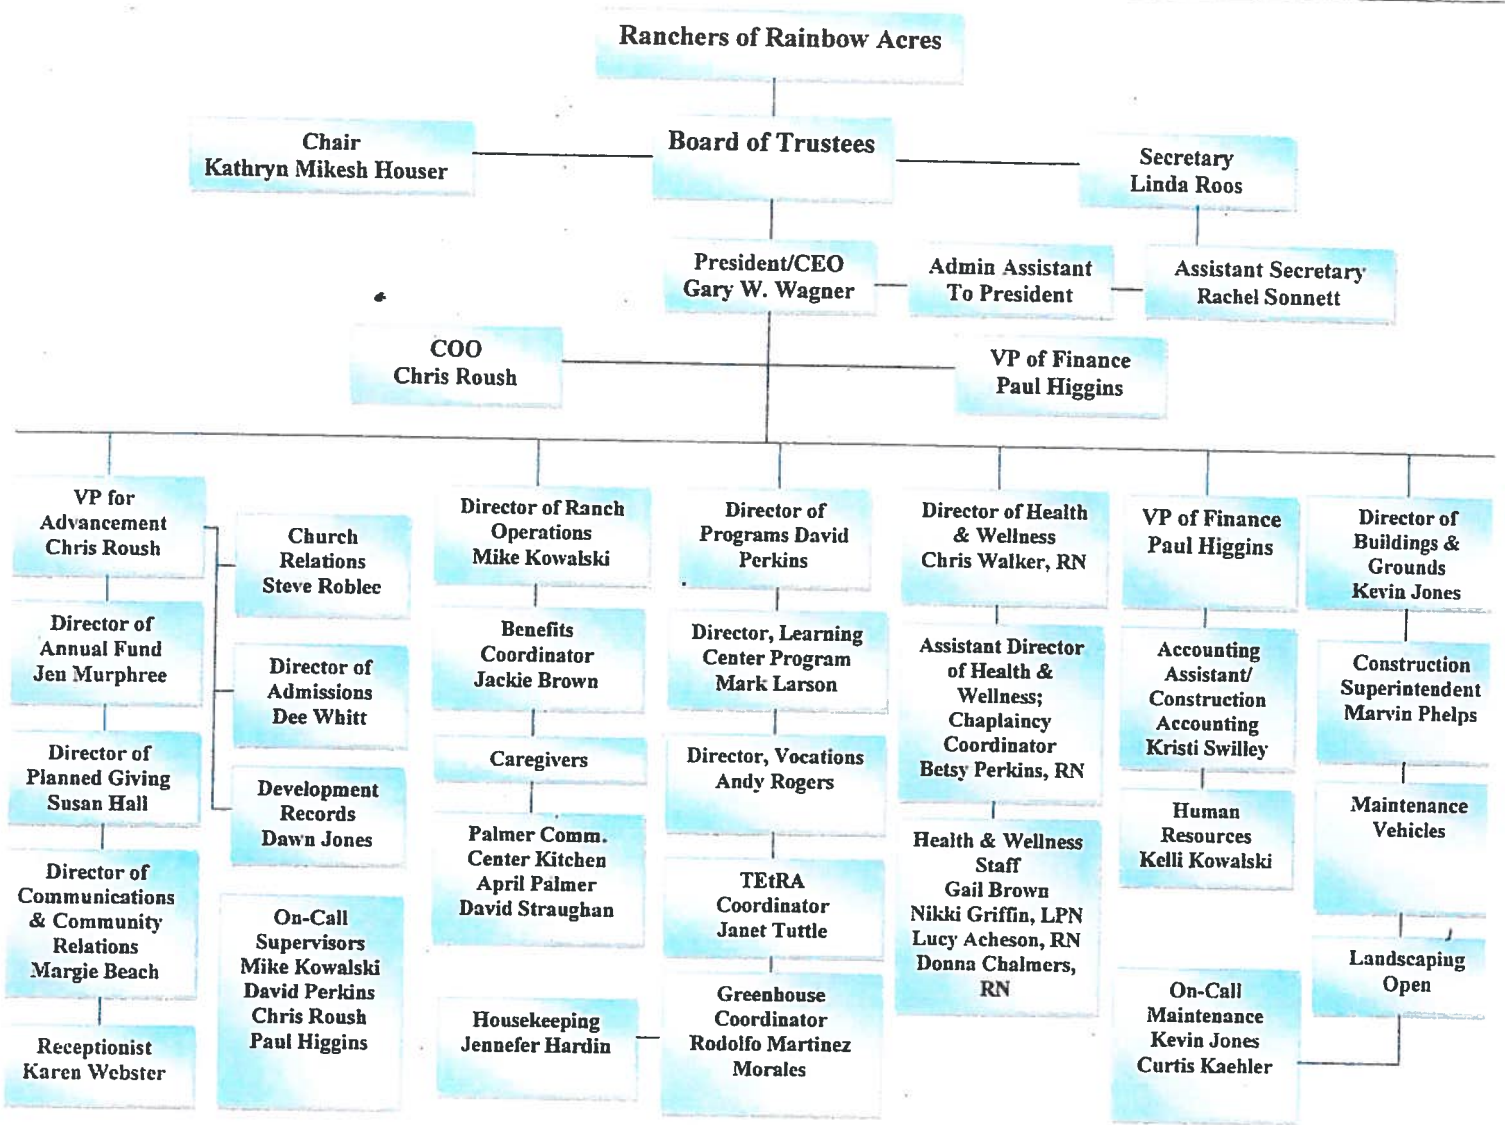 Ranchers of Rainbow Acres
Chair
Kathryn Mikesh Houser
Board of Trustees
Secretary
Linda Roos
President/CEO
Gary W. Wagner
Admin Assistant
To President
Assistant Secretary
Rachel Sonnett
COO
Chris Roush
VP of Finance
Paul Higgins
VP for
Advancement
Chris Roush
Director of
Annual Fund
Jen Murphree
Director of
Planned Giving
Susan Hall
Director of
Communications
& Community
Relations
Margie Beach
Receptionist
Karen Webster
Church
Relations
Steve Roblec
Director of
Admissions
Dee Whitt
Development
Records
Dawn Jones
On-Call
Supervisors
Mike Kowalski
David Perkins
Chris Roush
Paul Higgins
Director of Ranch
Operations
Mike Kowalski
Benefits
Coordinator
Jackie Brown
Caregivers
Palmer Comm.
Center Kitchen
April Palmer
David Straughan
Housekeeping
Jennefer Hardin
Director of
Programs David
Perkins
Director, Learning
Center Program
Mark Larson
Director, Vocations
Andy Rogers
TEtRA
Coordinator
Janet Tuttle
Greenhouse
Coordinator
Rodolfo Martinez
Morales
Director of Health
& Wellness
Chris Walker, RN
Assistant Director
of Health &
Wellness;
Chaplaincy
Coordinator
Betsy Perkins, RN
Health & Wellness
Staff
Gail Brown
Nikki Griffin, LPN
Lucy Acheson, RN
Donna Chalmers,
RN
VP of Finance
Paul Higgins
Accounting
Assistant/
Construction
Accounting
Kristi Swilley
Human
Resources
Kelli Kowalski
On-Call
Maintenance
Kevin Jones
Curtis Kaehler
Director of
Buildings &
Grounds
Kevin Jones
Construction
Superintendent
Marvin Phelps
Maintenance
Vehicles
Landscaping
Open